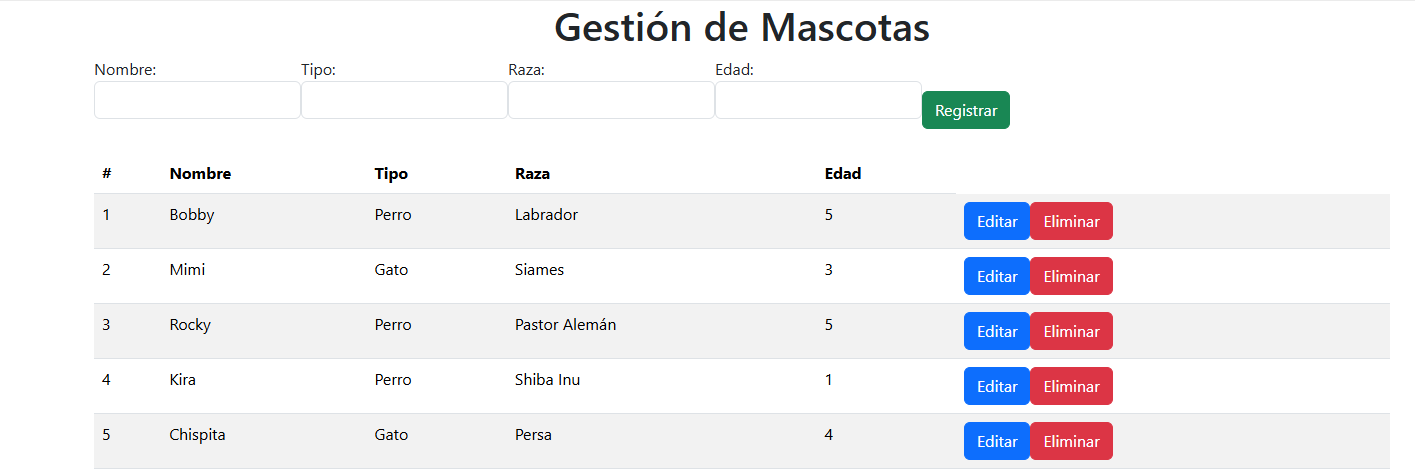 Gestión de Mascotas
Nombre: Tipo: Raza: Edad:
Registrar
# Nombre Tipo Raza Edad
1 Bobby Perro Labrador 5 Editar Eliminar
2 Mimi Gato Siames 3 Editar Eliminar
3 Rocky Perro Pastor Alemán 5 Editar Eliminar
4 Kira Perro Shiba Inu 1 Editar Eliminar
5 Chispita Gato Persa 4 Editar Eliminar